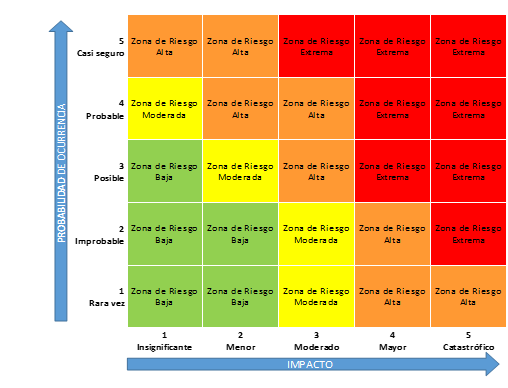 PROBABILIDAD DE OCURRENCIA
5
Casi seguro
Zona de Riesgo
Alta
Zona de Riesgo
Alta
Zona de Riesgo
Extrema
Zona de Riesgo
Extrema
Zona de Riesgo
Extrema
4
Probable
Zona de Riesgo
Moderada
Zona de Riesgo
Alta
Zona de Riesgo
Alta
Zona de Riesgo
Extrema
Zona de Riesgo
Extrema
3
Posible
Zona de Riesgo
Baja
Zona de Riesgo
Moderada
Zona de Riesgo
Alta
Zona de Riesgo
Extrema
Zona de Riesgo
Extrema
2
Improbable
Zona de Riesgo
Baja
Zona de Riesgo
Baja
Zona de Riesgo
Moderada
Zona de Riesgo
Alta
Zona de Riesgo
Extrema
1
Rara vez
Zona de Riesgo
Baja
Zona de Riesgo
Baja
Zona de Riesgo
Moderada
Zona de Riesgo
Alta
Zona de Riesgo
Alta
1
Insignificante
2
Menor
3
Moderado
4
Mayor
5
Catastrófico
IMPACTO